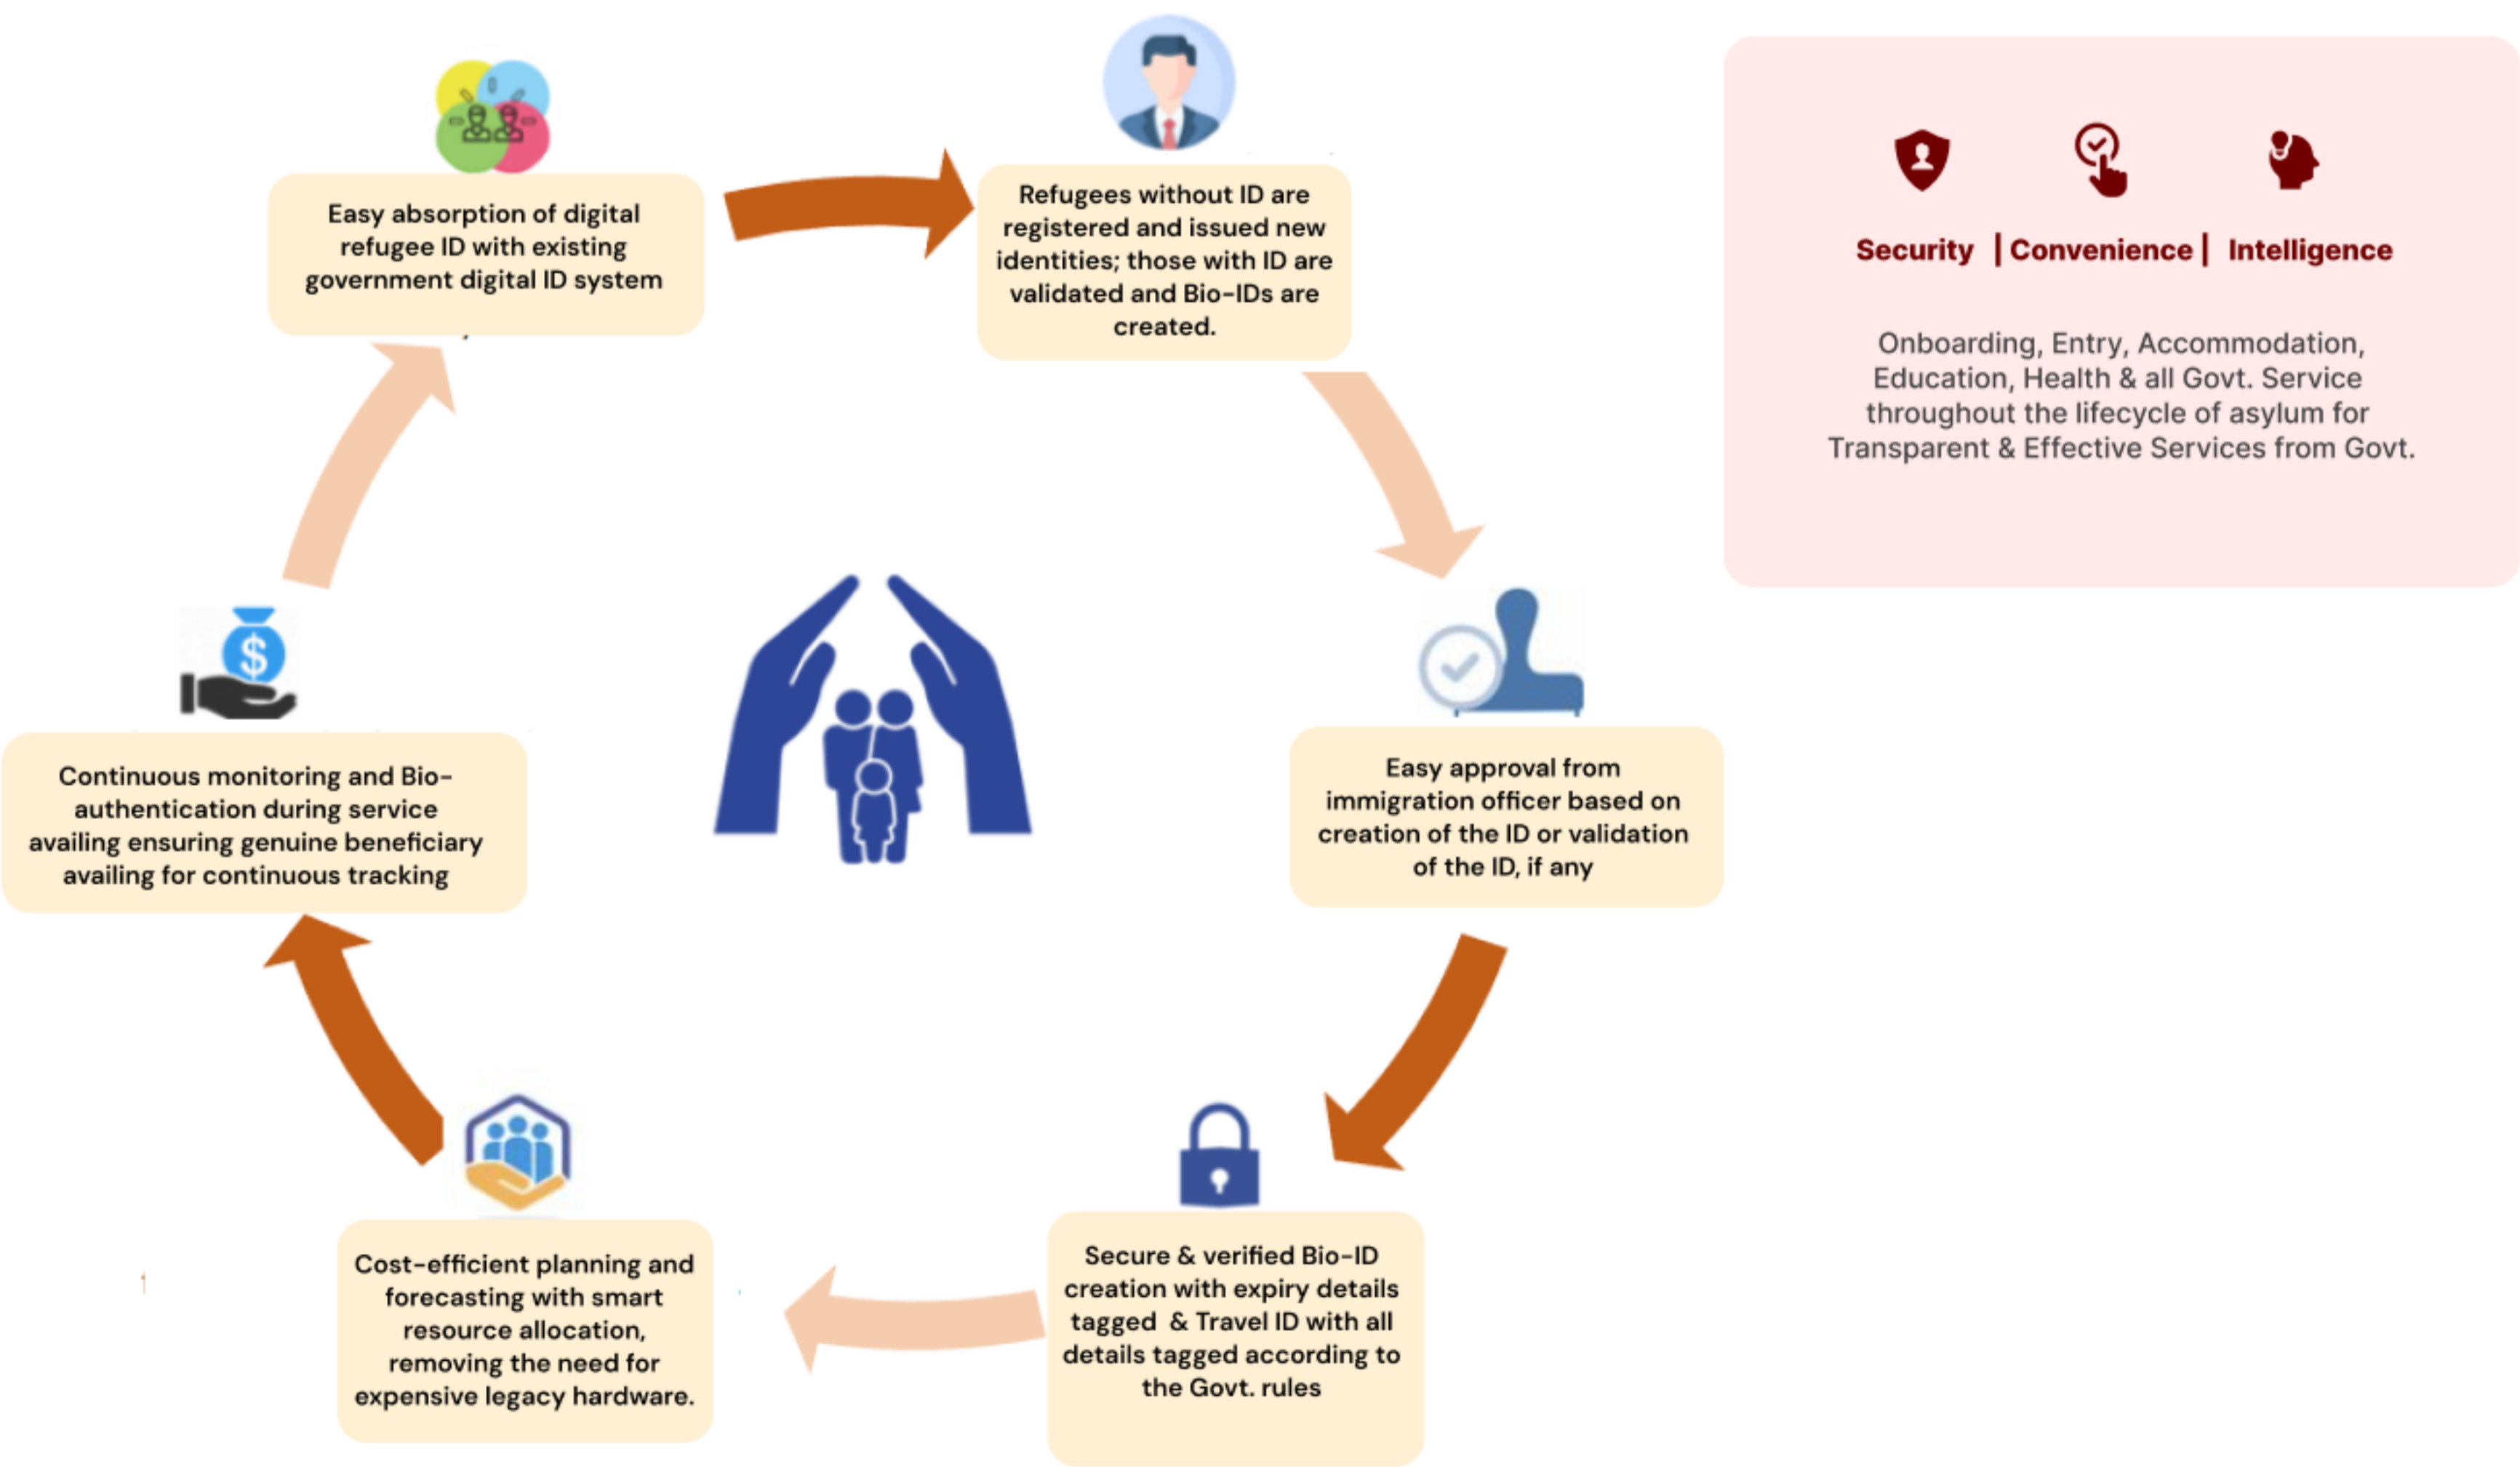 Easy absorption of digital
refugee ID with existing
government digital ID system
Refugees without ID are
registered and issued new
identities; those with ID are
validated and Bio-IDs are
created.
Security | Convenience | Intelligence
Onboarding, Entry, Accommodation,
Education, Health & all Govt. Service
throughout the lifecycle of asylum for
Transparent & Effective Services from Govt.
$
Continuous monitoring and Bio-
authentication during service
availing ensuring genuine beneficiary
availing for continuous tracking
Easy approval from
immigration officer based on
creation of the ID or validation
of the ID, if any
Cost-efficient planning and
forecasting with smart
resource allocation,
removing the need for
expensive legacy hardware.
Secure & verified Bio-ID
creation with expiry details
tagged & Travel ID with all
details tagged according to
the Govt. rules